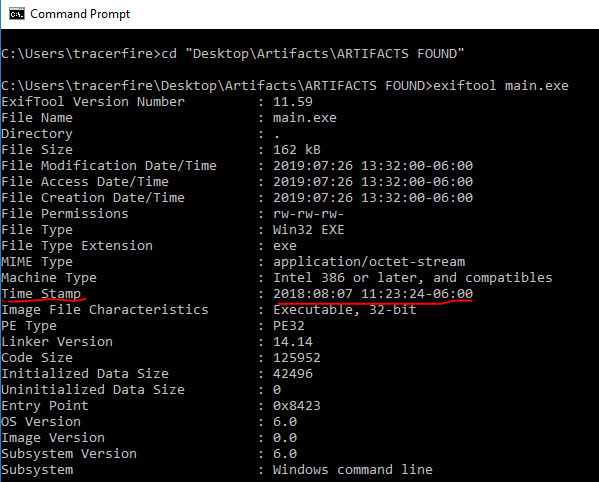 Command Prompt
C:\Users\tracerfire>cd "Desktop\Artifacts\ARTIFACTS FOUND"
C:\Users\tracerfire\Desktop\Artifacts\ARTIFACTS FOUND>exiftool main.exe
ExifTool Version Number : 11.59
File Name : main.exe
Directory : .
File Size : 162 kB
File Modification Date/Time : 2019:07:26 13:32:00-06:00
File Access Date/Time : 2019:07:26 13:32:00-06:00
File Creation Date/Time : 2019:07:26 13:32:00-06:00
File Permissions : rw-rw-rw-
File Type : Win32 EXE
File Type Extension : exe
MIME Type : application/octet-stream
Machine Type : Intel 386 or later, and compatibles
Time Stamp : 2018:08:07 11:23:24-06:00
Image File Characteristics : Executable, 32-bit
PE Type : PE32
Linker Version : 14.14
Code Size : 125952
Initialized Data Size : 42496
Uninitialized Data Size : 0
Entry Point : 0x8423
OS Version : 6.0
Image Version : 0.0
Subsystem Version : 6.0
Subsystem : Windows command line